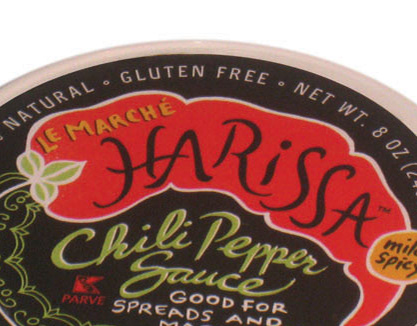 NATURAL • GLUTEN FREE • NET WT. 8 OZ
LE MARCHÉ
HARISSA™
Chili Pepper
Sauce
mild
spicy
K
PARVE
GOOD FOR
SPREADS AND